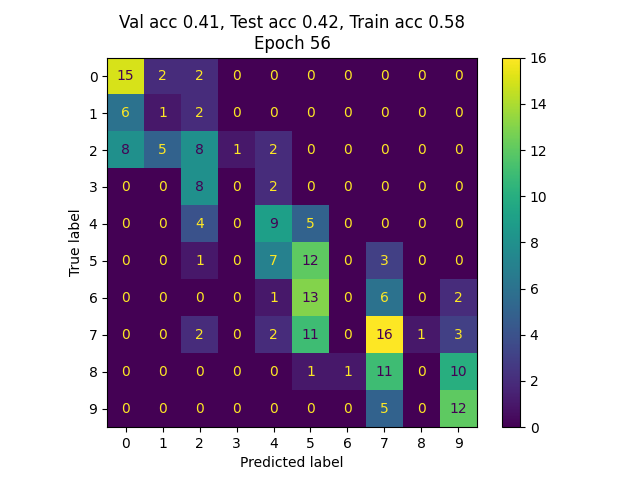 Val acc 0.41, Test acc 0.42, Train acc 0.58
Epoch 56
0 15 2 2 0 0 0 0 0 0 0
1 6 1 2 0 0 0 0 0 0 0
2 8 5 8 1 2 0 0 0 0 0
3 0 0 8 0 2 0 0 0 0 0
4 0 0 4 0 9 5 0 0 0 0
5 0 0 1 0 7 12 0 3 0 0
6 0 0 0 0 1 13 0 6 0 2
7 0 0 2 0 2 11 0 16 1 3
8 0 0 0 0 0 1 1 11 0 10
9 0 0 0 0 0 0 0 5 0 12
0 1 2 3 4 5 6 7 8 9
Predicted label
True label
16
14
12
10
8
6
4
2
0